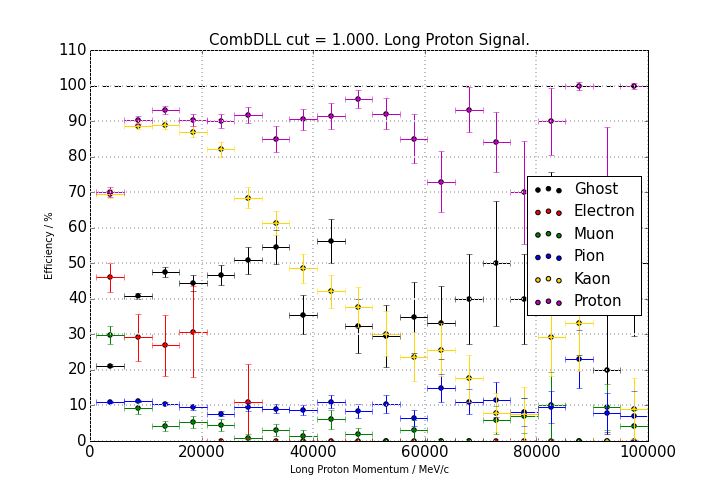 CombDLL cut = 1.000. Long Proton Signal.
110
100
90
80
70
60
50
40
30
20
10
0
Efficiency / %
Ghost
Electron
Muon
Pion
Kaon
Proton
0 20000 40000 60000 80000 100000
Long Proton Momentum / MeV/c